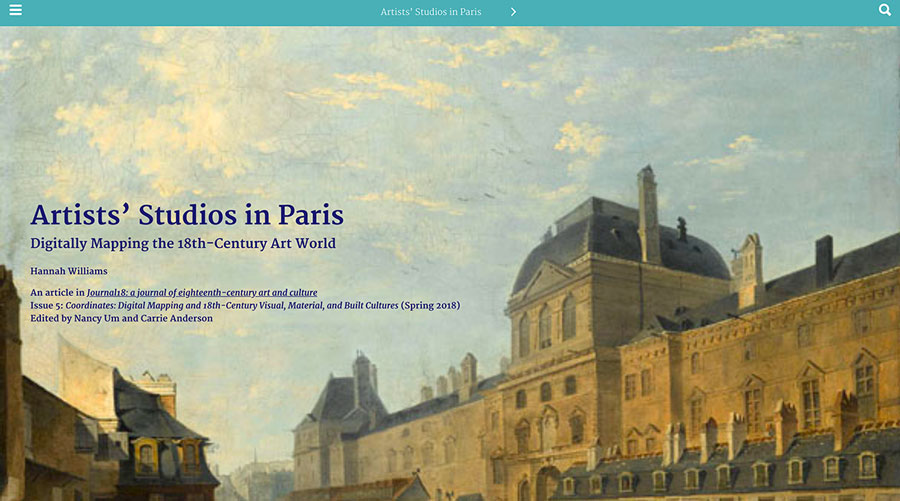 Artists' Studios in Paris
Artists’ Studios in Paris
Digitally Mapping the 18th-Century Art World
Hannah Williams
An article in Journal18: a journal of eighteenth-century art and culture
Issue 5: Coordinates: Digital Mapping and 18th-Century Visual, Material, and Built Cultures (Spring 2018)
Edited by Nancy Um and Carrie Anderson